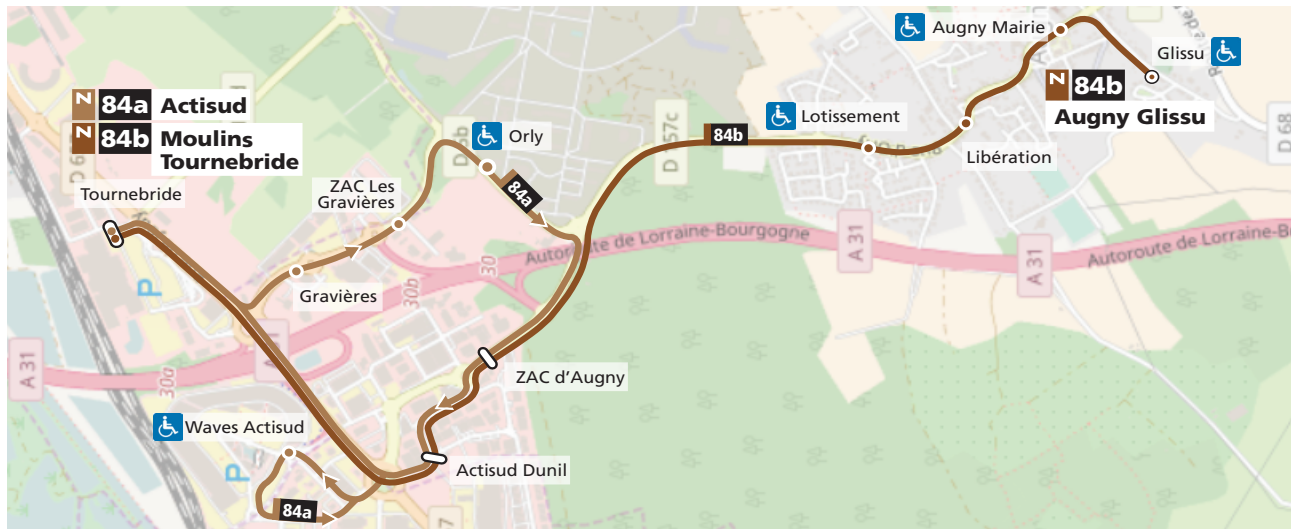 Augny Mairie
Glissu
N 84b
Augny Glissu
N 84a Actisud
N 84b Moulins
Tournebride
Tournebride
D 5b
Orly
D 57c
84b
Lotissement
Libération
D 68
ZAC Les
Gravières
84a
Gravières
30
30b
Autoroute de Lorraine-Bourgogne
A 31
A 31
Autoroute de Lorraine-B
P
A 31
30a
ZAC d'Augny
Waves Actisud
P
Actisud Dunil
84a
7